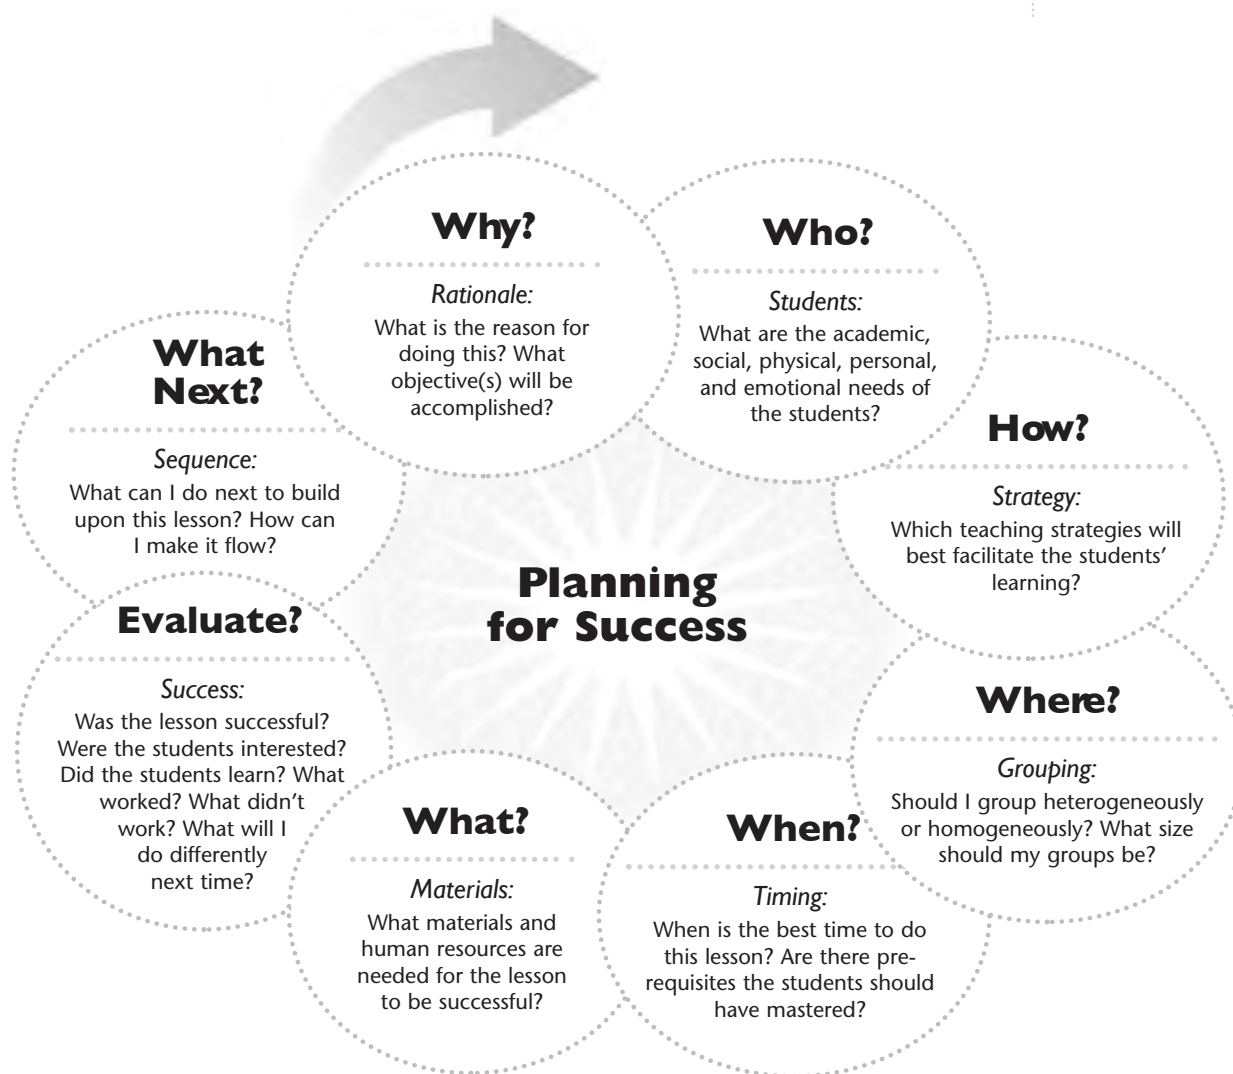 Why?
Rationale:
What is the reason for
doing this? What
objective(s) will be
accomplished?
Who?
Students:
What are the academic,
social, physical, personal,
and emotional needs of
the students?
How?
Strategy:
Which teaching strategies will
best facilitate the students’
learning?
Where?
Grouping:
Should I group heterogeneously
or homogeneously? What size
should my groups be?
When?
Timing:
When is the best time to do
this lesson? Are there pre-
requisites the students should
have mastered?
What?
Materials:
What materials and
human resources are
needed for the lesson
to be successful?
Evaluate?
Success:
Was the lesson successful?
Were the students interested?
Did the students learn? What
worked? What didn’t
work? What will I
do differently
next time?
What
Next?
Sequence:
What can I do next to build
upon this lesson? How can
I make it flow?
Planning
for Success